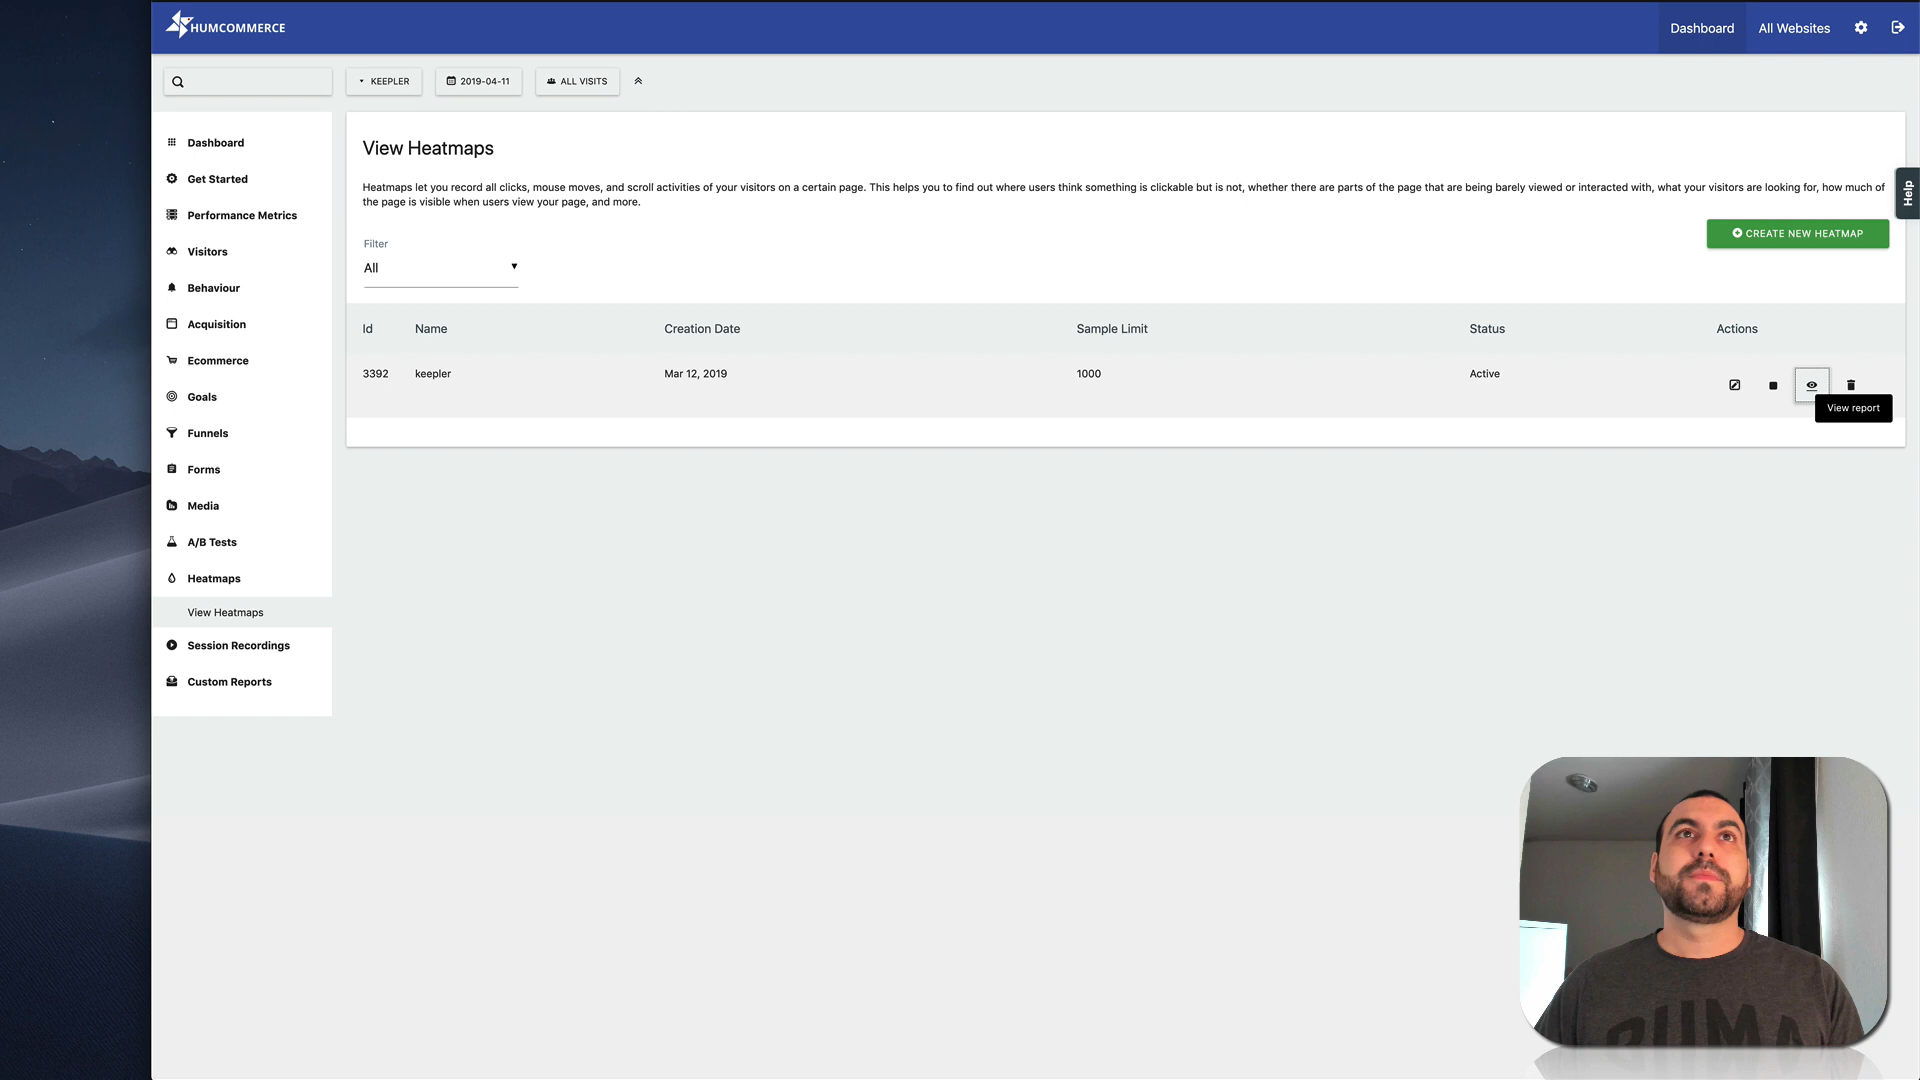 HUMCOMMERCE
Dashboard
All Websites
KEEPLER
2019-04-11
ALL VISITS
Dashboard
Get Started
Performance Metrics
Visitors
Behaviour
Acquisition
Ecommerce
Goals
Funnels
Forms
Media
A/B Tests
Heatmaps
View Heatmaps
Session Recordings
Custom Reports
View Heatmaps
Heatmaps let you record all clicks, mouse moves, and scroll activities of your visitors on a certain page. This helps you to find out where users think something is clickable but is not, whether there are parts of the page that are being barely viewed or interacted with, what your visitors are looking for, how much of
the page is visible when users view your page, and more.
Help
CREATE NEW HEATMAP
Filter
All
Id Name Creation Date Sample Limit Status Actions
3392 keepler Mar 12, 2019 1000 Active
View report
PUMA